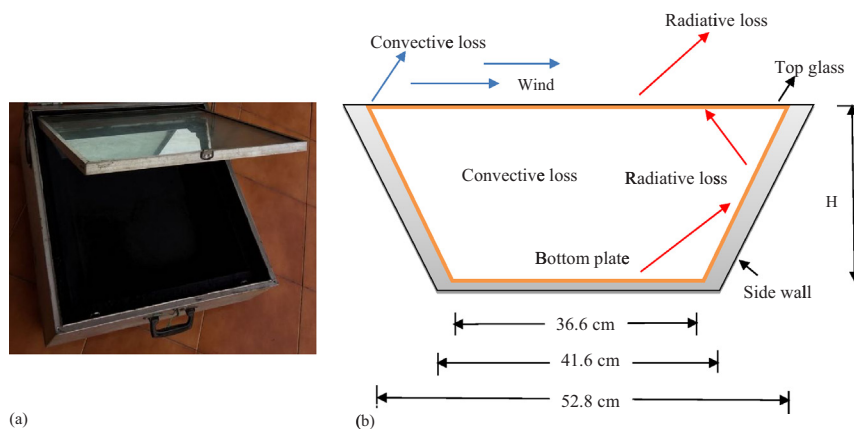 Radiative loss
Convective loss
Top glass
Wind
Convective loss
Radiative loss
H
Bottom plate
Side wall
36.6 cm
41.6 cm
52.8 cm
(a)
(b)